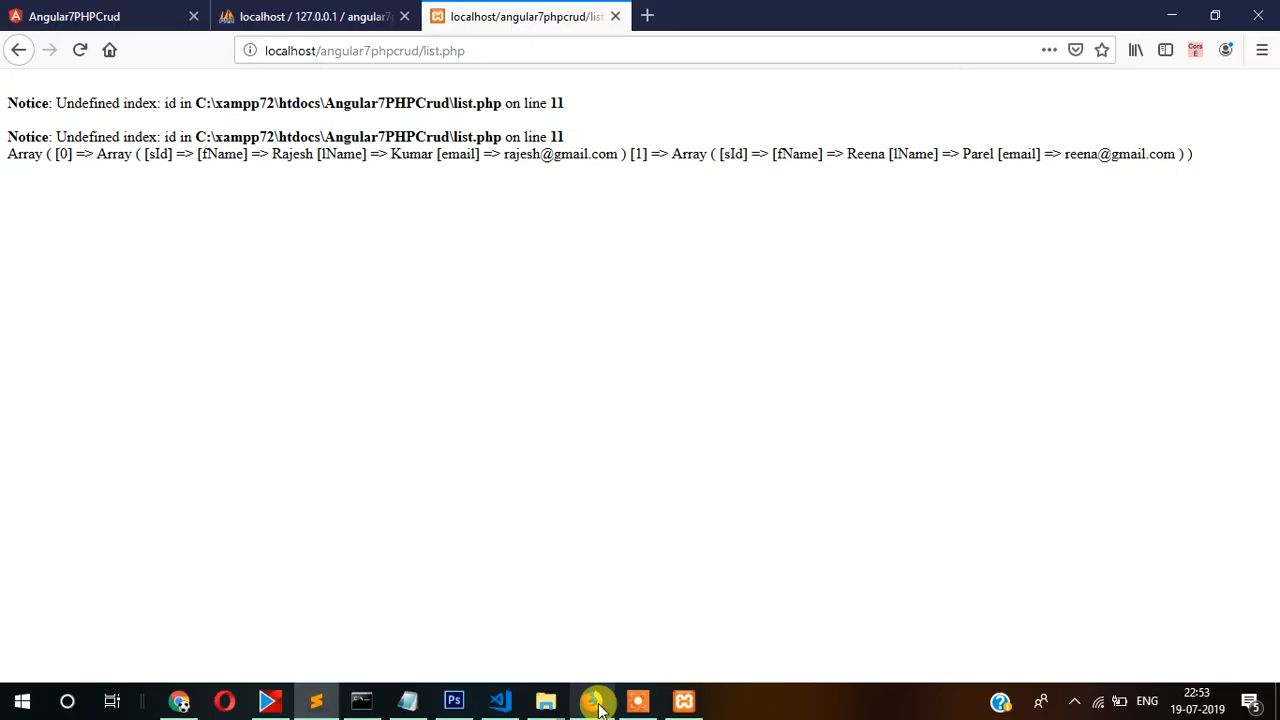 Angular7PHPCrud
localhost / 127.0.0.1 / angular7
localhost/angular7phpcrud/list
localhost/angular7phpcrud/list.php
Notice: Undefined index: id in C:\xampp72\htdocs\Angular7PHPCrud\list.php on line 11
Notice: Undefined index: id in C:\xampp72\htdocs\Angular7PHPCrud\list.php on line 11
Array ( [0] => Array ( [sId] => [fName] => Rajesh [lName] => Kumar [email] => rajesh@gmail.com ) [1] => Array ( [sId] => [fName] => Reena [lName] => Parel [email] => reena@gmail.com ) )
Ps
ENG
22:53
19-07-2019
5